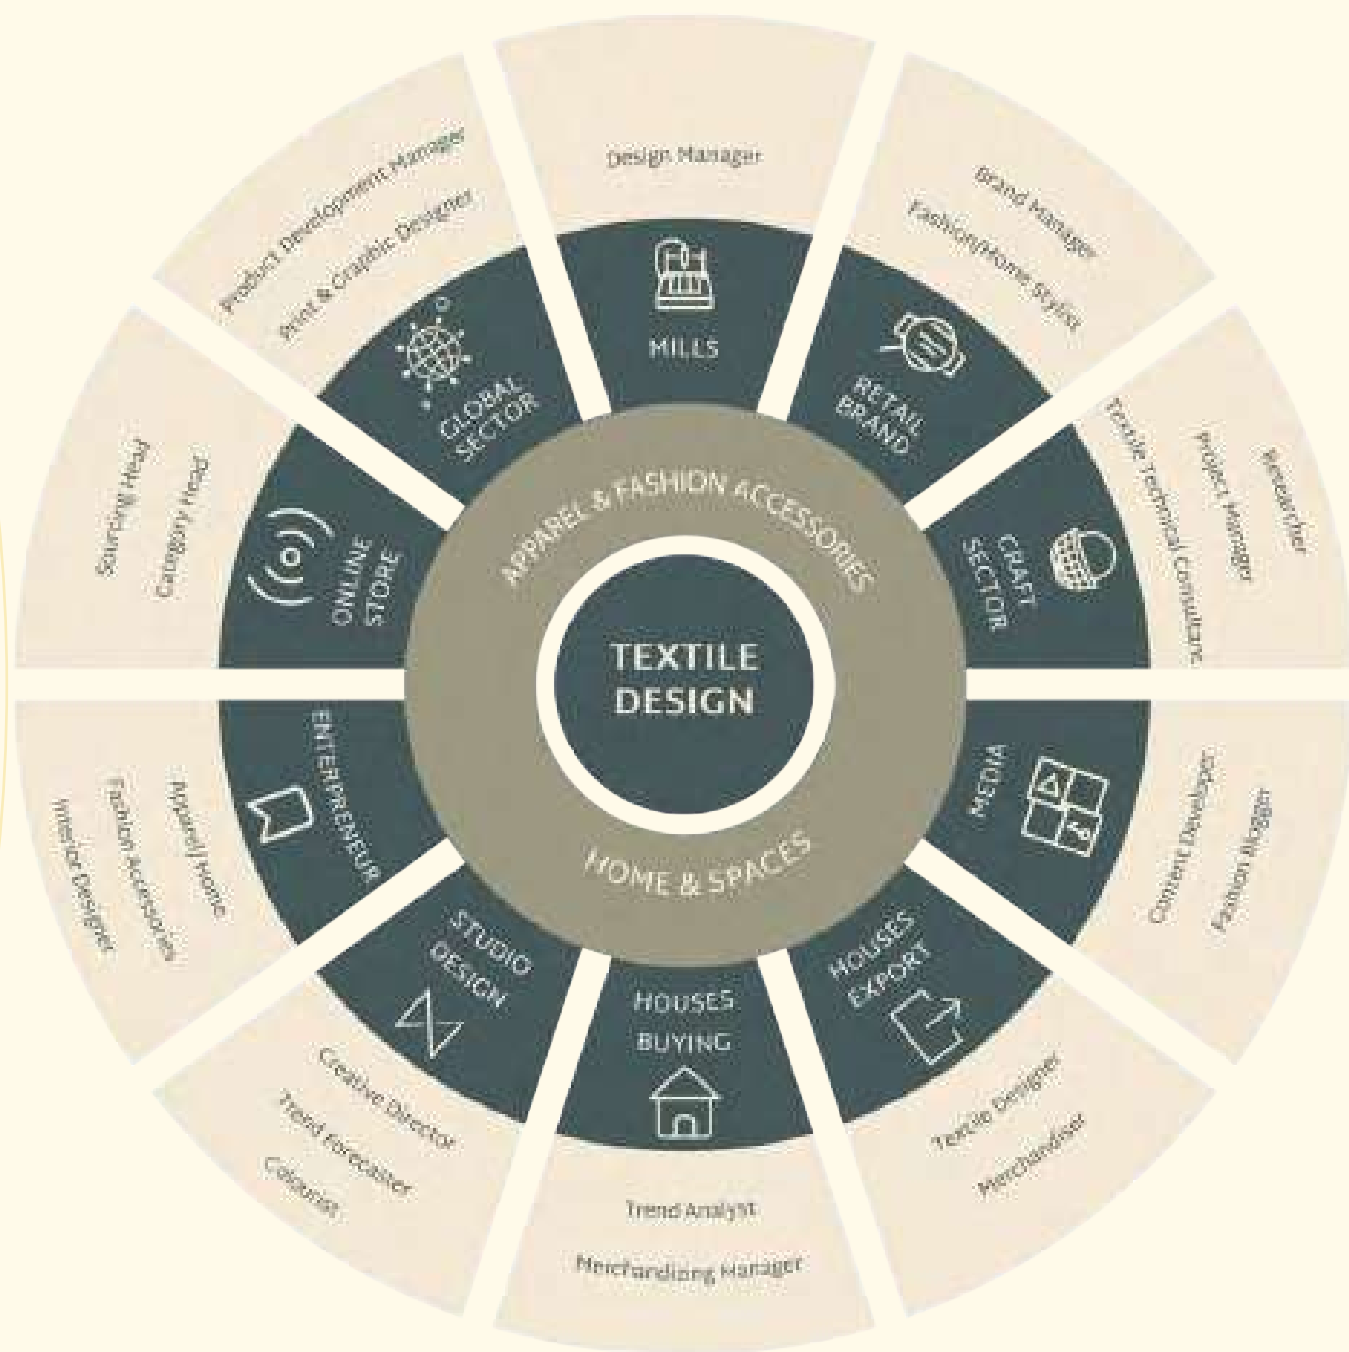 TEXTILE
DESIGN
APPAREL & FASHION ACCESSORIES
HOME & SPACES
MILLS
Design Manager
RETAIL
BRAND
Brand Manager
Fashion/Home Stylist
CRAFT
SECTOR
Researcher
Project Manager
Textile Technical Consultant
MEDIA
Content Developer
Fashion Blogger
HOUSES
EXPORT
Textile Designer
Merchandiser
HOUSES
BUYING
Trend Analyst
Merchandizing Manager
STUDIO
DESIGN
Creative Director
Trend Forecaster
Colourist
ENTERPRENEUR
Apparel/ Home
Fashion Accessories
Interior Designer
ONLINE
STORE
Sourcing Head
Category Head
GLOBAL
SECTOR
Product Development Manager
Print & Graphic Designer